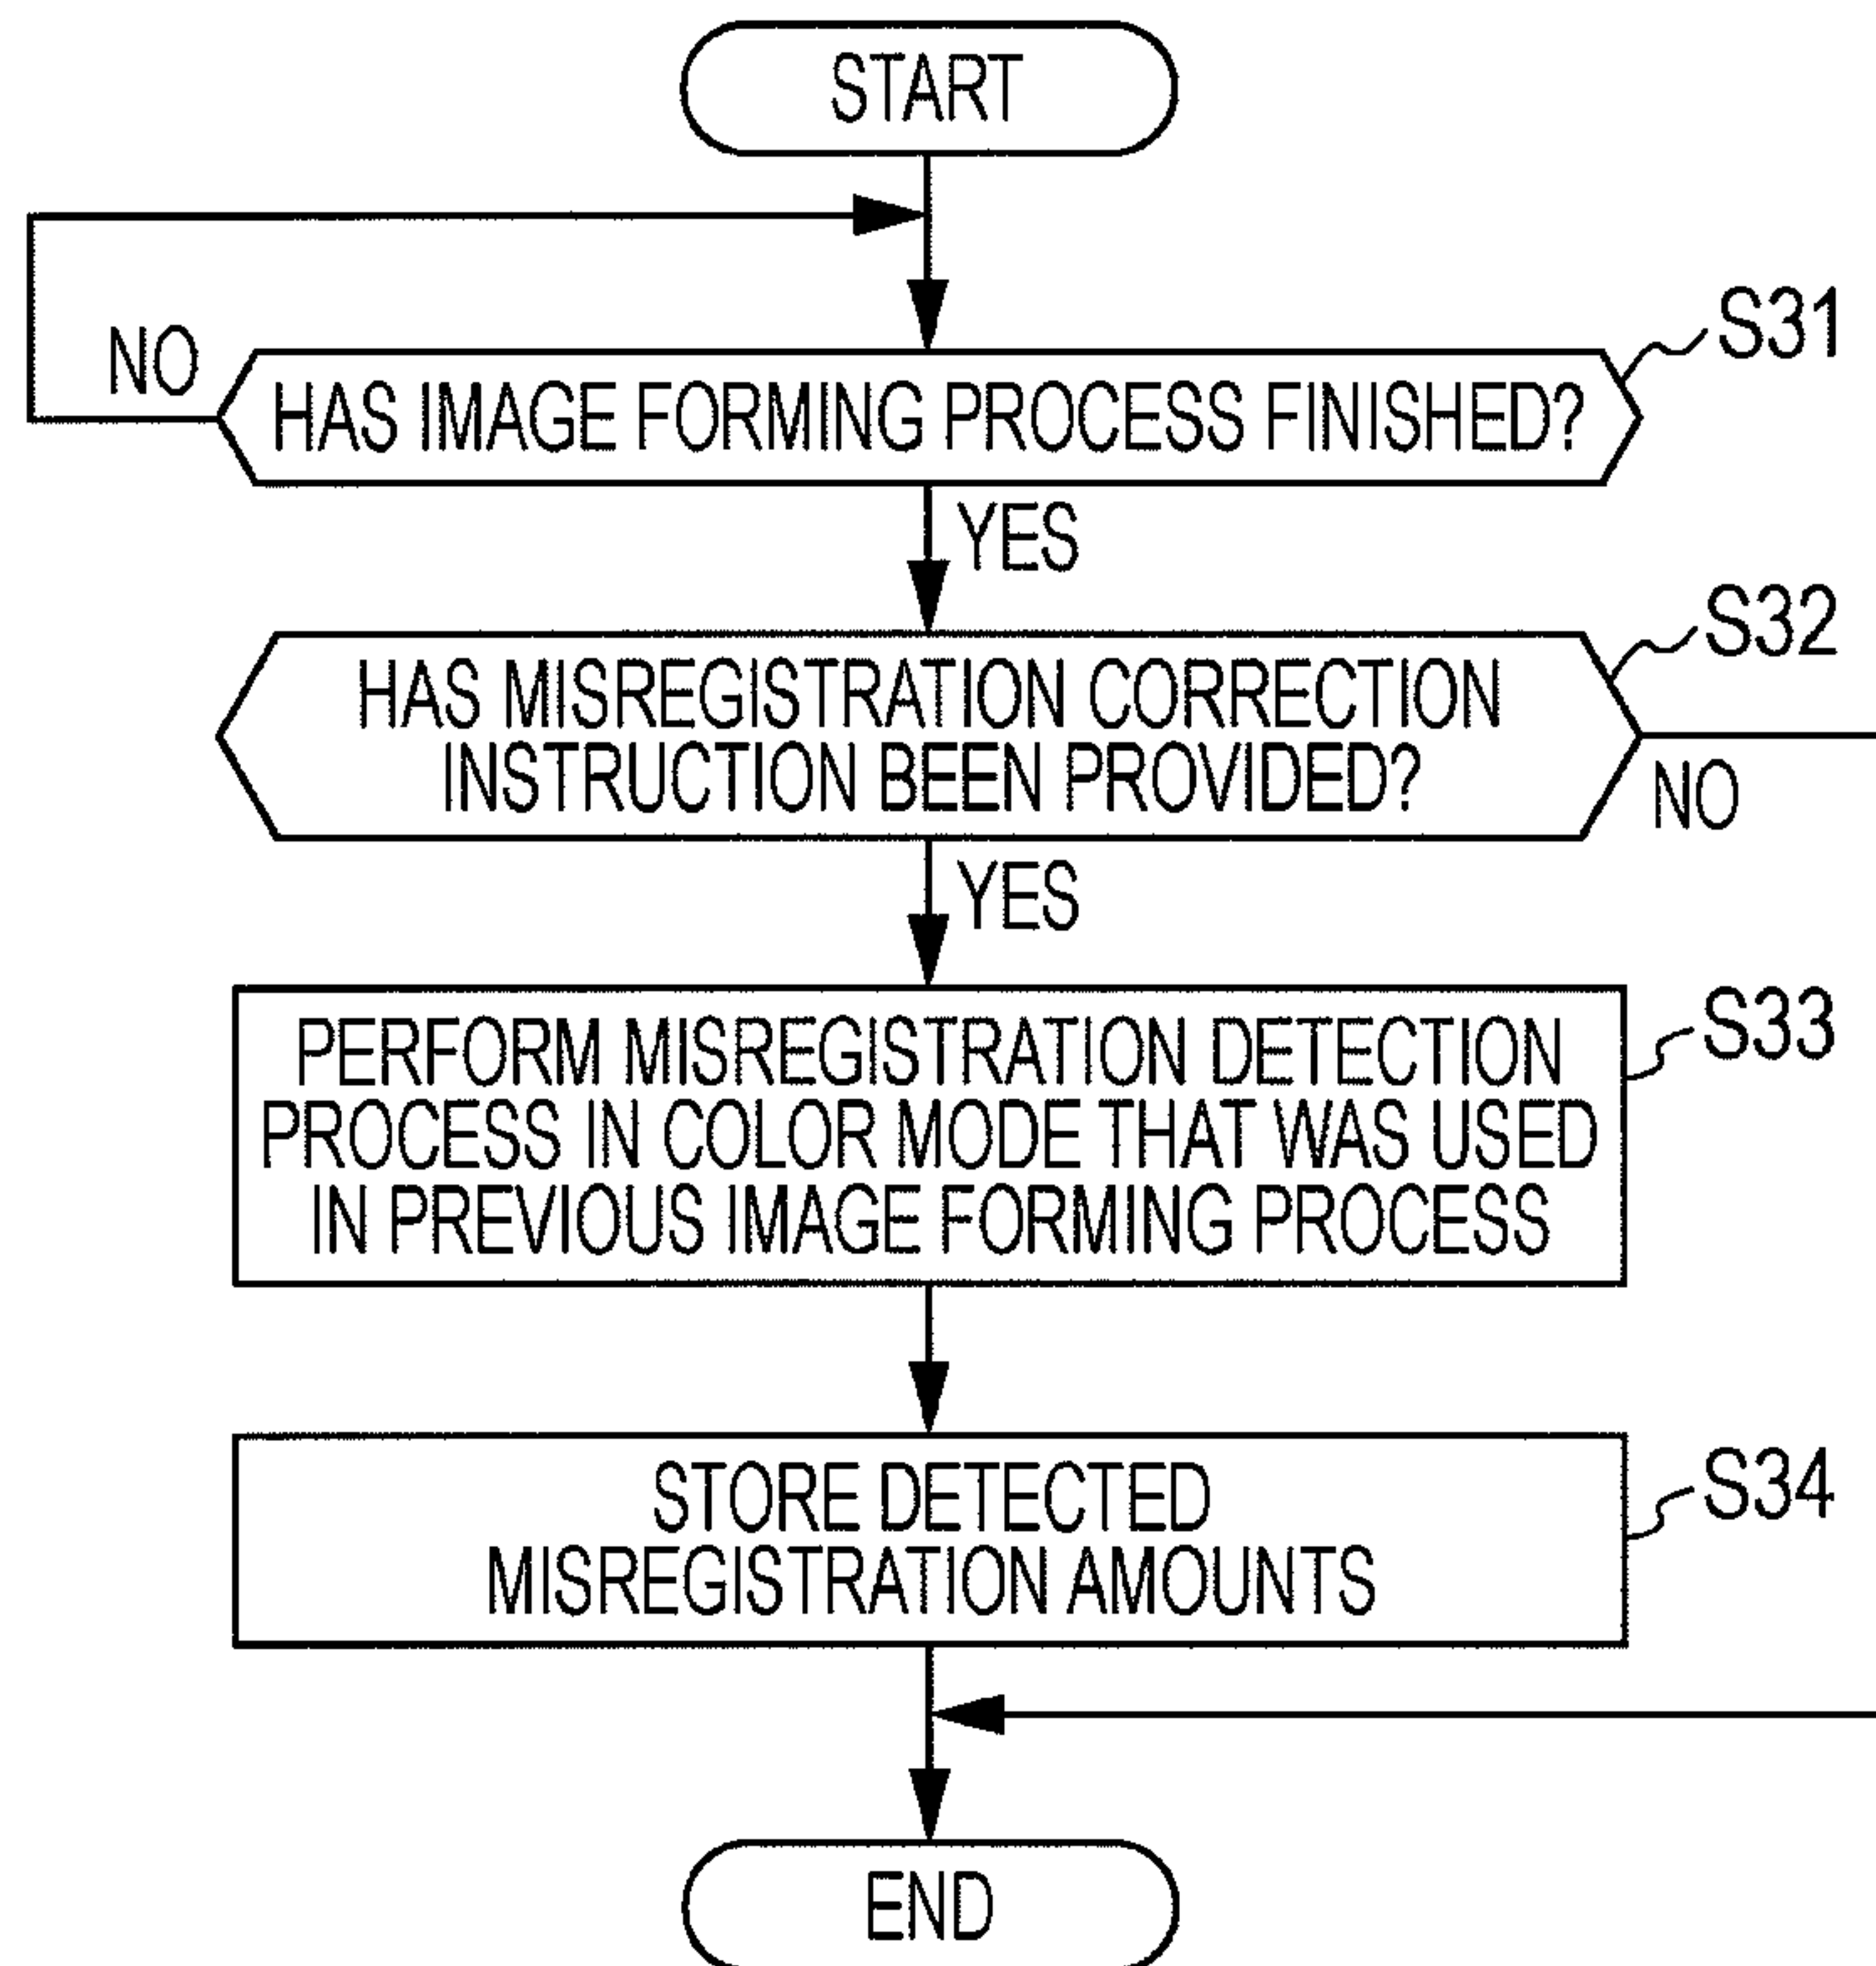 START
NO
S31
HAS IMAGE FORMING PROCESS FINISHED?
YES
S32
HAS MISREGISTRATION CORRECTION
INSTRUCTION BEEN PROVIDED?
NO
YES
S33
PERFORM MISREGISTRATION DETECTION
PROCESS IN COLOR MODE THAT WAS USED
IN PREVIOUS IMAGE FORMING PROCESS
S34
STORE DETECTED
MISREGISTRATION AMOUNTS
END